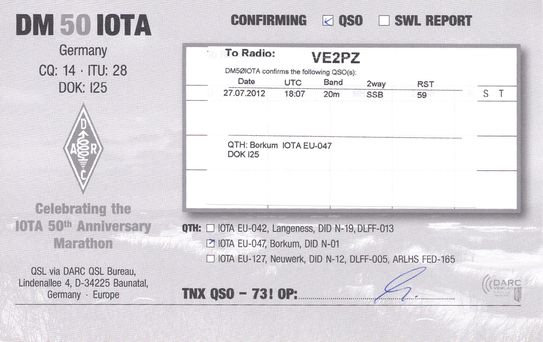 DM 50 IOTA
Germany
CQ: 14 · ITU: 28
DOK: I25
D
A R
C
Celebrating the
IOTA 50th Anniversary
Marathon
QSL via DARC QSL Bureau,
Lindenallee 4, D-34225 Baunatal,
Germany · Europe
CONFIRMING QSO SWL REPORT
To Radio: VE2PZ
DM5ØIOTA confirms the following QSO(s):
Date UTC Band 2way RST
27.07.2012 18:07 20m SSB 59 S T
QTH: Borkum IOTA EU-047
DOK I25
QTH: IOTA EU-042, Langeness, DID N-19, DLFF-013
IOTA EU-047, Borkum, DID N-01
IOTA EU-127, Neuwerk, DID N-12, DLFF-005, ARLHS FED-165
TNX QSO – 73! OP:
DARC
VERLAG